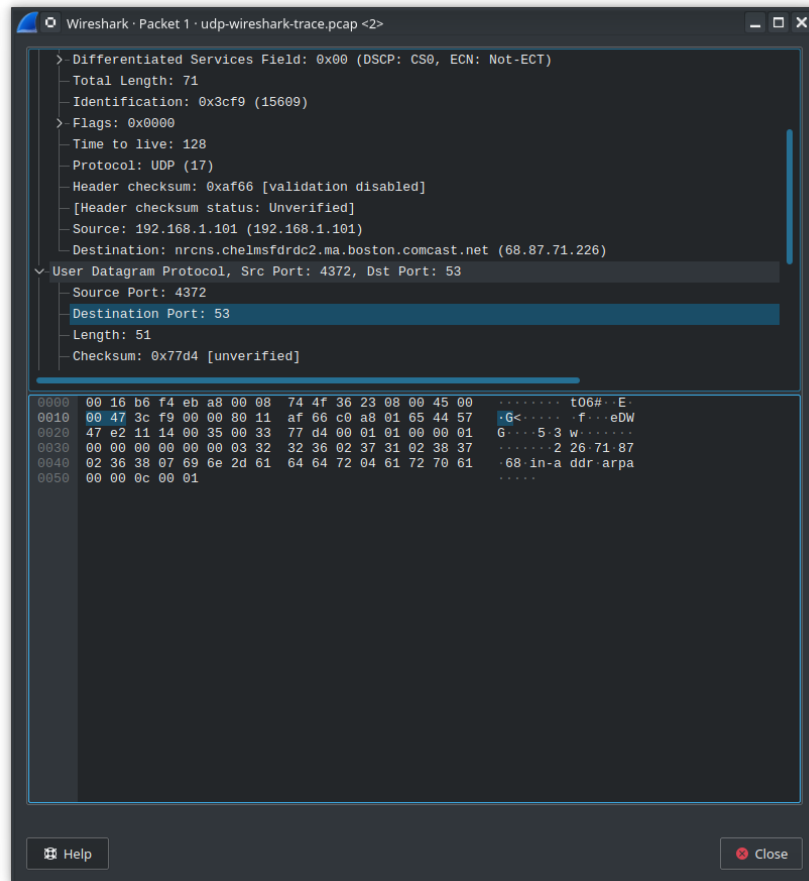 Wireshark · Packet 1 · udp-wireshark-trace.pcap <2>
Differentiated Services Field: 0x00 (DSCP: CS0, ECN: Not-ECT)
Total Length: 71
Identification: 0x3cf9 (15609)
Flags: 0x0000
Time to live: 128
Protocol: UDP (17)
Header checksum: 0xaf66 [validation disabled]
[Header checksum status: Unverified]
Source: 192.168.1.101 (192.168.1.101)
Destination: nrcns.chelmsfdrdc2.ma.boston.comcast.net (68.87.71.226)
User Datagram Protocol, Src Port: 4372, Dst Port: 53
Source Port: 4372
Destination Port: 53
Length: 51
Checksum: 0x77d4 [unverified]
0000 00 16 b6 f4 eb a8 00 08 74 4f 36 23 08 00 45 00 ········ tO6#··E·
0010 00 47 3c f9 00 00 80 11 af 66 c0 a8 01 65 44 57 ·G<····· ·f···eDW
0020 47 e2 11 14 00 35 00 33 77 d4 00 01 01 00 00 01 G····5·3 w·······
0030 00 00 00 00 00 00 03 32 32 36 02 37 31 02 38 37 ·······2 26·71·87
0040 02 36 38 07 69 6e 2d 61 64 64 72 04 61 72 70 61 ·68·in-a ddr·arpa
0050 00 00 0c 00 01 ·····
Help
Close